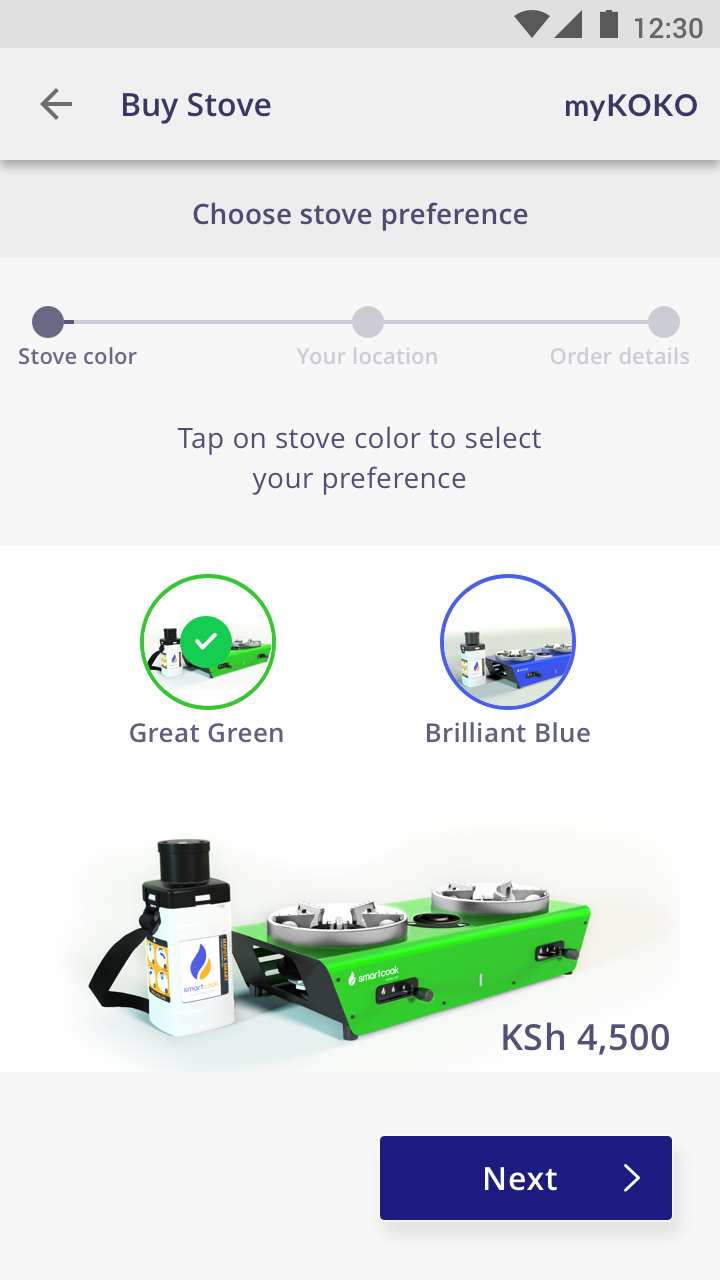 12:30
Buy Stove
myKOKO
Choose stove preference
Stove color
Your location
Order details
Tap on stove color to select
your preference
Great Green
Brilliant Blue
smartcook
smartcook
KSh 4,500
Next